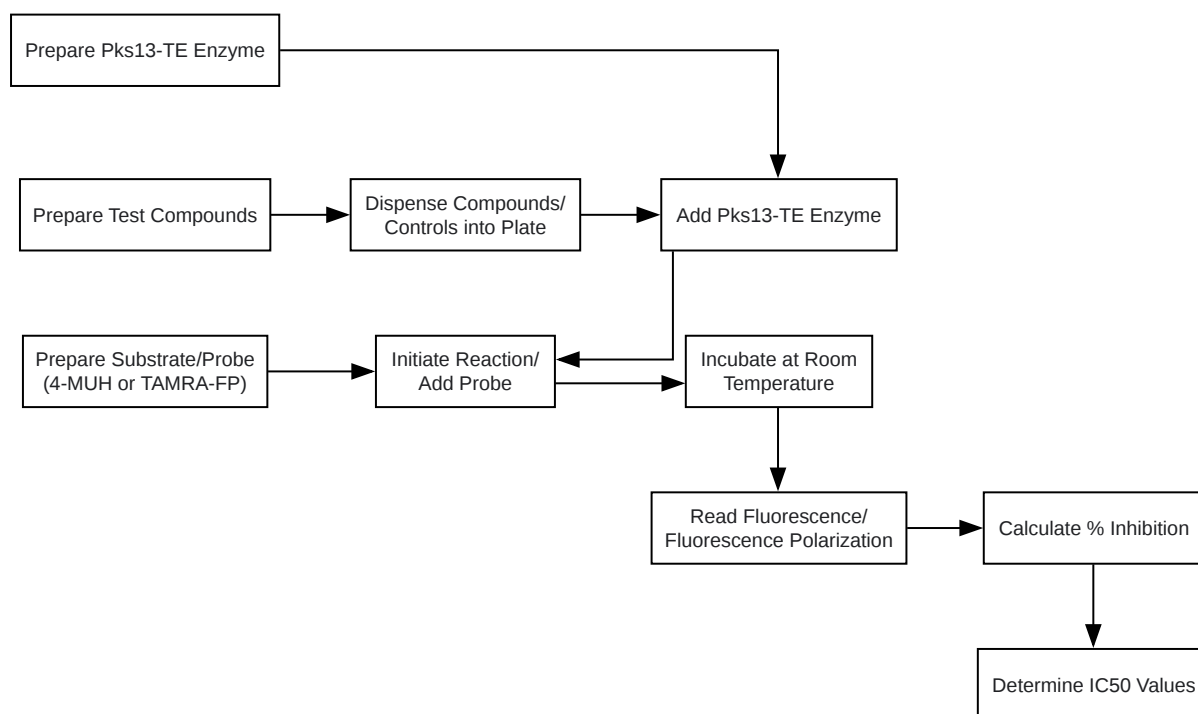 Prepare Pks13-TE Enzyme
Prepare Test Compounds
Dispense Compounds/
Controls into Plate
Add Pks13-TE Enzyme
Prepare Substrate/Probe
(4-MUH or TAMRA-FP)
Initiate Reaction/
Add Probe
Incubate at Room
Temperature
Read Fluorescence/
Fluorescence Polarization
Calculate % Inhibition
Determine IC50 Values